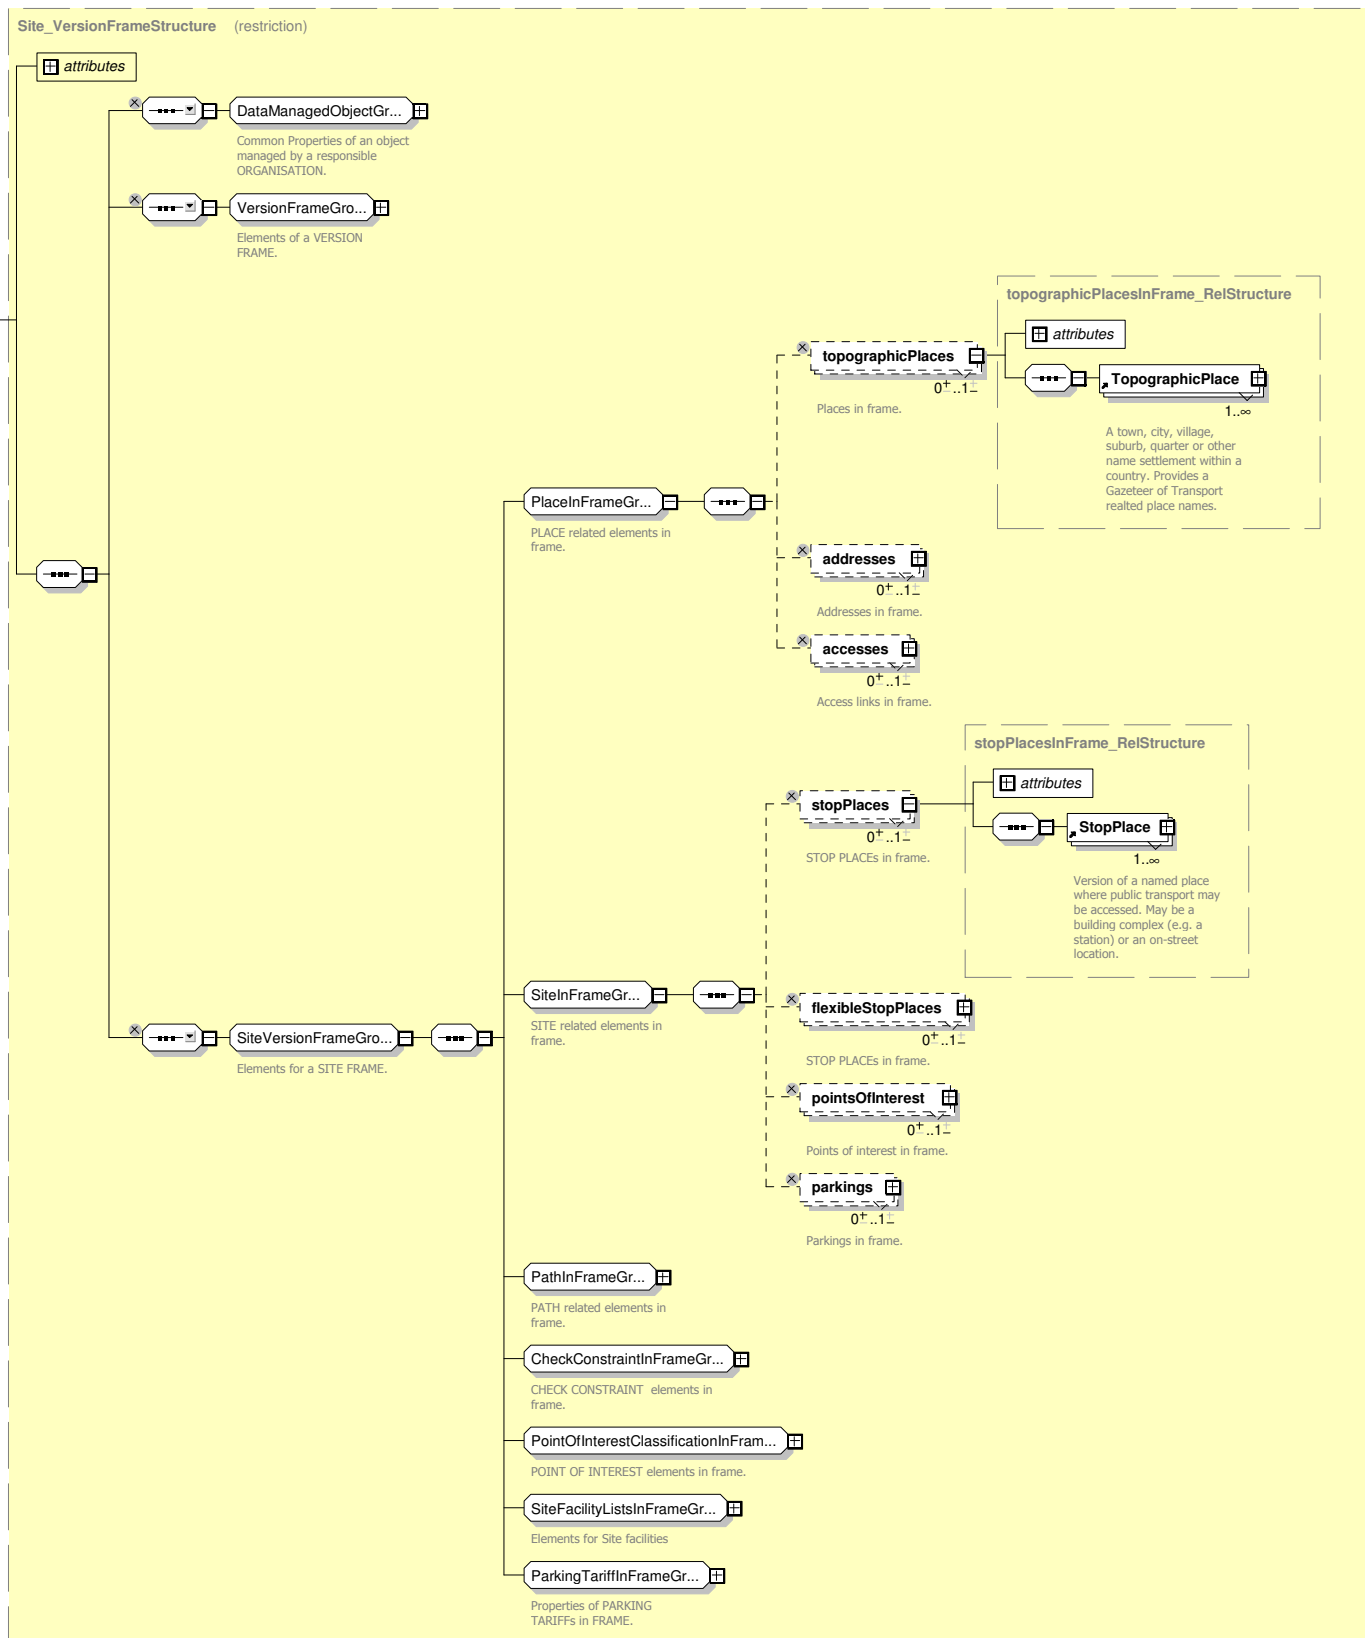 Site_VersionFrameStructure (restriction)
attributes
DataManagedObjectGr...
Common Properties of an object
managed by a responsible
ORGANISATION.
VersionFrameGro...
Elements of a VERSION
FRAME.
topographicPlacesInFrame_RelStructure
attributes
topographicPlaces
0..1
Places in frame.
TopographicPlace
1..∞
A town, city, village,
suburb, quarter or other
name settlement within a
country. Provides a
Gazeteer of Transport
realted place names.
PlaceInFrameGr...
PLACE related elements in
frame.
addresses
0..1
Addresses in frame.
accesses
0..1
Access links in frame.
stopPlacesInFrame_RelStructure
attributes
stopPlaces
0..1
STOP PLACEs in frame.
StopPlace
1..∞
Version of a named place
where public transport may
be accessed. May be a
building complex (e.g. a
station) or an on-street
location.
SiteInFrameGr...
SITE related elements in
frame.
flexibleStopPlaces
0..1
STOP PLACEs in frame.
SiteVersionFrameGro...
Elements for a SITE FRAME.
pointsOfInterest
0..1
Points of interest in frame.
parkings
0..1
Parkings in frame.
PathInFrameGr...
PATH related elements in
frame.
CheckConstraintInFrameGr...
CHECK CONSTRAINT elements in
frame.
PointOfInterestClassificationInFram...
POINT OF INTEREST elements in frame.
SiteFacilityListsInFrameGr...
Elements for Site facilities
ParkingTariffInFrameGr...
Properties of PARKING
TARIFFs in FRAME.